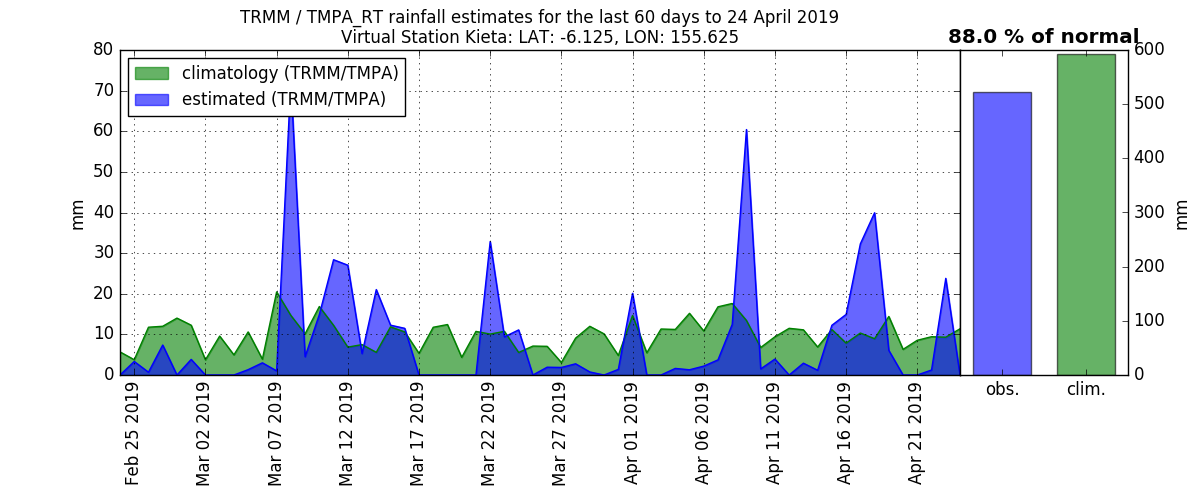 TRMM / TMPA_RT rainfall estimates for the last 60 days to 24 April 2019
Virtual Station Kieta: LAT: -6.125, LON: 155.625
88.0 % of normal
climatology (TRMM/TMPA)
estimated (TRMM/TMPA)
80
70
60
50
40
30
20
10
0
mm
600
500
400
300
200
100
0
mm
Feb 25 2019
Mar 02 2019
Mar 07 2019
Mar 12 2019
Mar 17 2019
Mar 22 2019
Mar 27 2019
Apr 01 2019
Apr 06 2019
Apr 11 2019
Apr 16 2019
Apr 21 2019
obs.
clim.